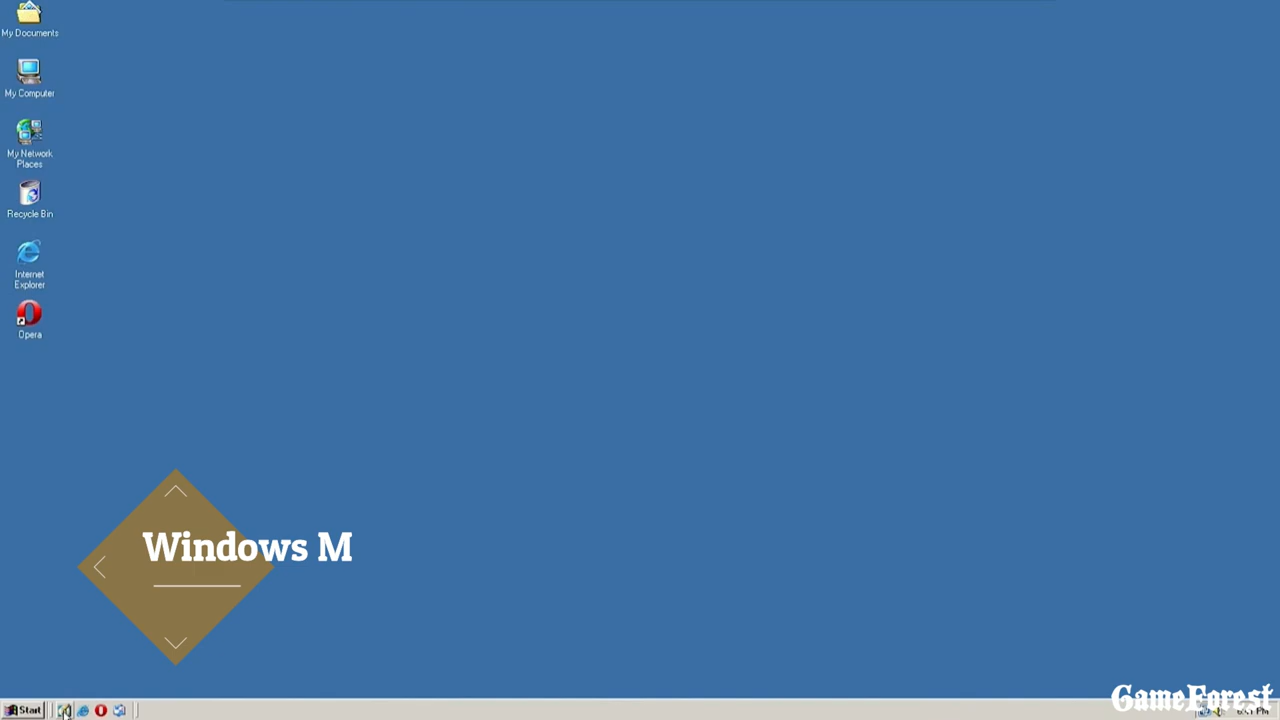 My Documents
My Computer
My Network
Places
Recycle Bin
Internet
Explorer
Opera
Windows M
Start
GameForest